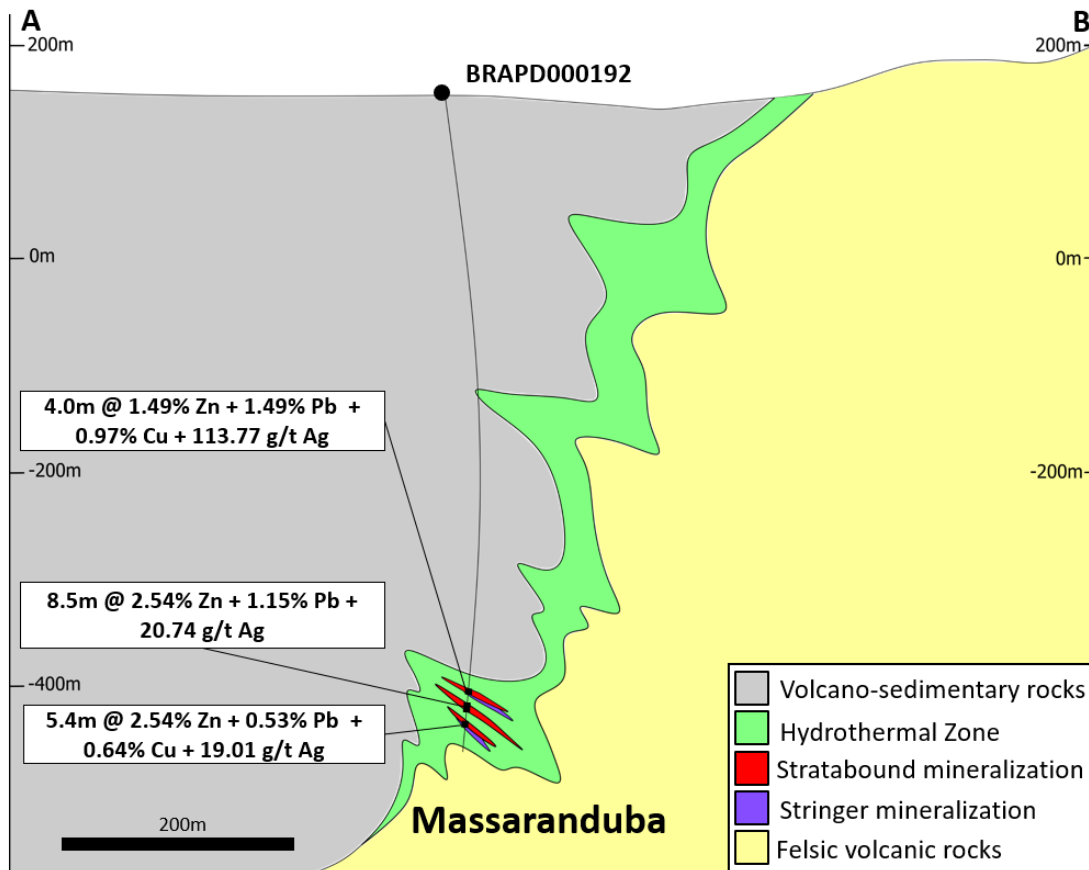 A
B
200m
200m
BRAPD000192
0m
0m
4.0m @ 1.49% Zn + 1.49% Pb +
0.97% Cu + 113.77 g/t Ag
-200m
-200m
8.5m @ 2.54% Zn + 1.15% Pb +
20.74 g/t Ag
-400m
5.4m @ 2.54% Zn + 0.53% Pb +
0.64% Cu + 19.01 g/t Ag
Volcano-sedimentary rocks
Hydrothermal Zone
Stratabound mineralization
Stringer mineralization
Felsic volcanic rocks
Massaranduba
200m